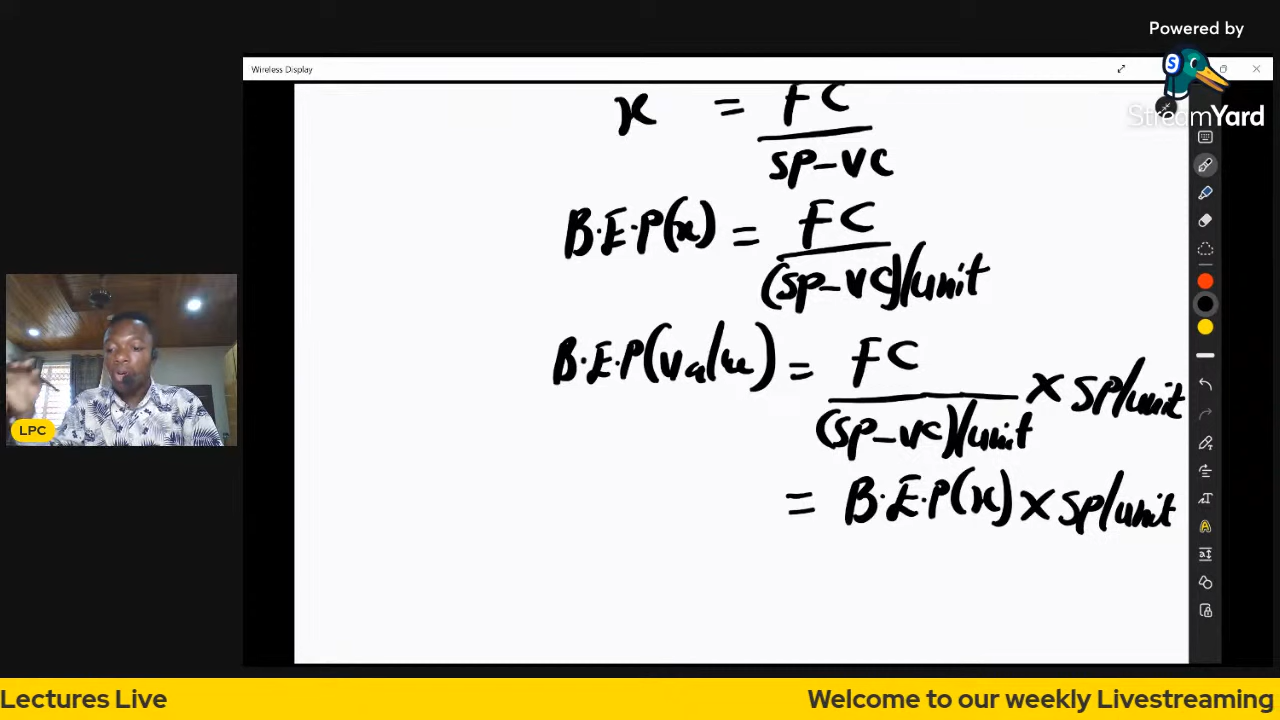 Powered by
StreamYard
Wireless Display
x = FC
SP-VC
B.E.P(x) = FC
(SP-VC)/unit
B.E.P(value) = FC × SP/unit
(SP-VC)/unit
= B.E.P(x) × SP/unit
LPC
Lectures Live
Welcome to our weekly Livestreaming